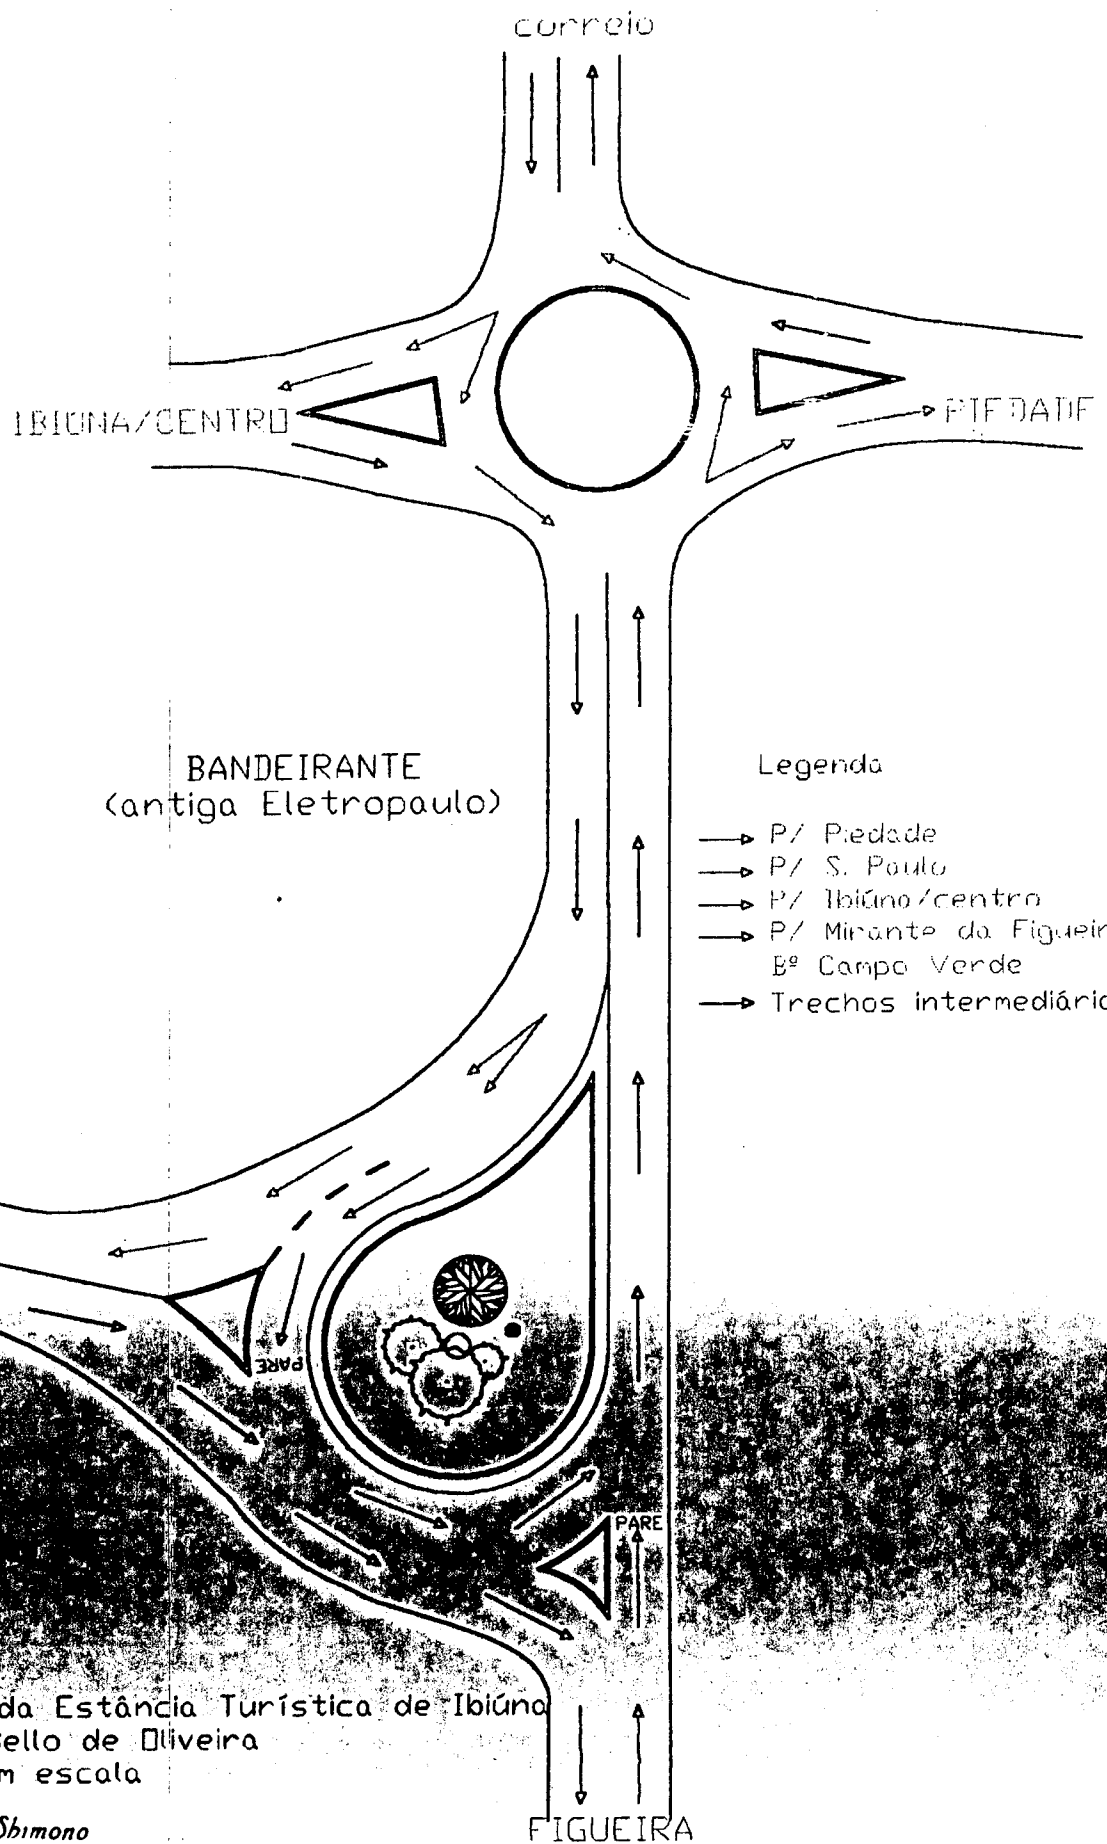 correio
IBIUNA/CENTRO
PIEDADE
BANDEIRANTE
(antiga Eletropaulo)
Legenda
P/ Piedade
P/ S. Paulo
P/ Ibiúna/centro
P/ Mirante da Figueir
Bº Campo Verde
Trechos intermediário
PARE
PARE
da Estância Turística de Ibiúna
ello de Oliveira
m escala
Shimono
FIGUEIRA